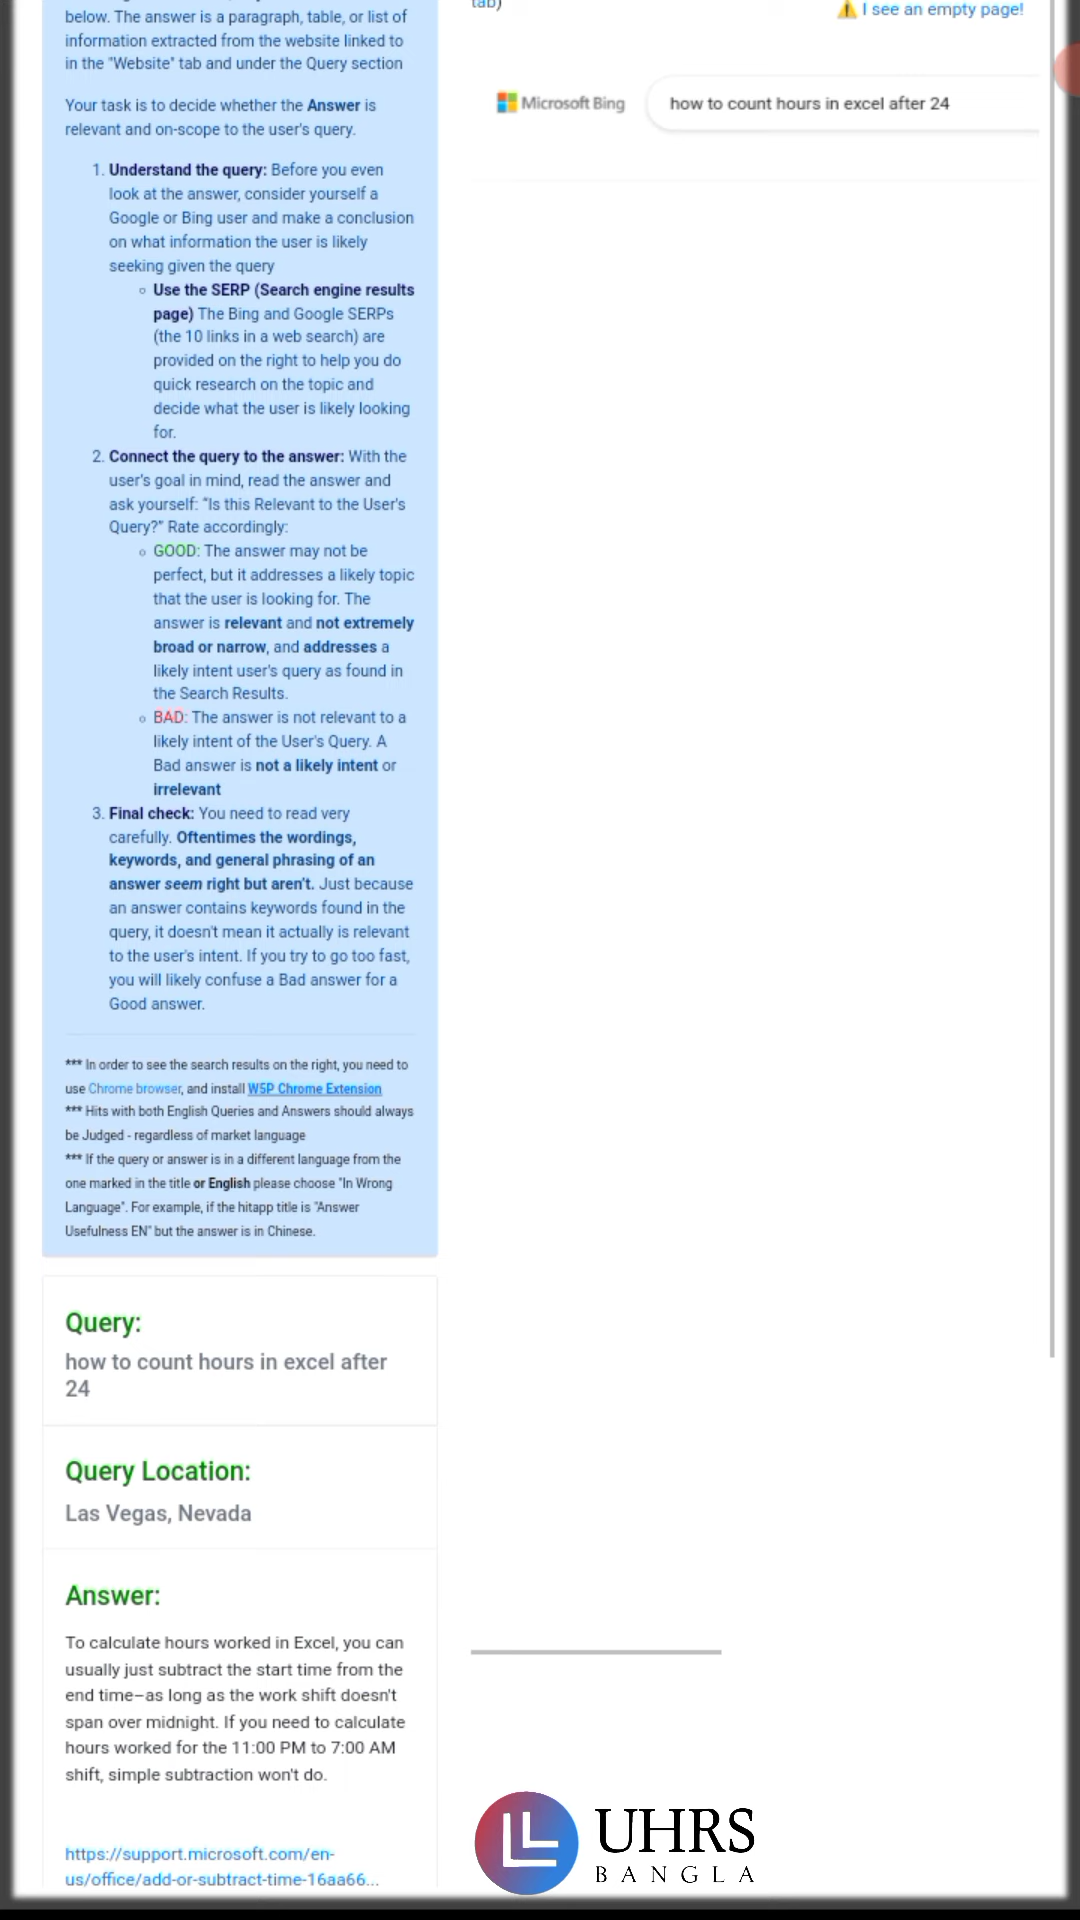 below. The answer is a paragraph, table, or list of
information extracted from the website linked to
in the "Website" tab and under the Query section
Your task is to decide whether the Answer is
relevant and on-scope to the user's query.
1. Understand the query: Before you even
look at the answer, consider yourself a
Google or Bing user and make a conclusion
on what information the user is likely
seeking given the query
Use the SERP (Search engine results
page) The Bing and Google SERPs
(the 10 links in a web search) are
provided on the right to help you do
quick research on the topic and
decide what the user is likely looking
for.
2. Connect the query to the answer: With the
user's goal in mind, read the answer and
ask yourself: "Is this Relevant to the User's
Query?" Rate accordingly:
GOOD: The answer may not be
perfect, but it addresses a likely topic
that the user is looking for. The
answer is relevant and not extremely
broad or narrow, and addresses a
likely intent user's query as found in
the Search Results.
BAD: The answer is not relevant to a
likely intent of the User's Query. A
Bad answer is not a likely intent or
irrelevant
3. Final check: You need to read very
carefully. Oftentimes the wordings,
keywords, and general phrasing of an
answer seem right but aren't. Just because
an answer contains keywords found in the
query, it doesn't mean it actually is relevant
to the user's intent. If you try to go too fast,
you will likely confuse a Bad answer for a
Good answer.
*** In order to see the search results on the right, you need to
use Chrome browser, and install WSP Chrome Extension
*** Hits with both English Queries and Answers should always
be Judged - regardless of market language
*** If the query or answer is in a different language from the
one marked in the title or English please choose "In Wrong
Language". For example, if the hitapp title is "Answer
Usefulness EN" but the answer is in Chinese.
Query:
how to count hours in excel after
24
Query Location:
Las Vegas, Nevada
Answer:
To calculate hours worked in Excel, you can
usually just subtract the start time from the
end time–as long as the work shift doesn't
span over midnight. If you need to calculate
hours worked for the 11:00 PM to 7:00 AM
shift, simple subtraction won't do.
https://support.microsoft.com/en-
us/office/add-or-subtract-time-16aa66...
tab)
I see an empty page!
Microsoft Bing
how to count hours in excel after 24
UHRS
BANGLA